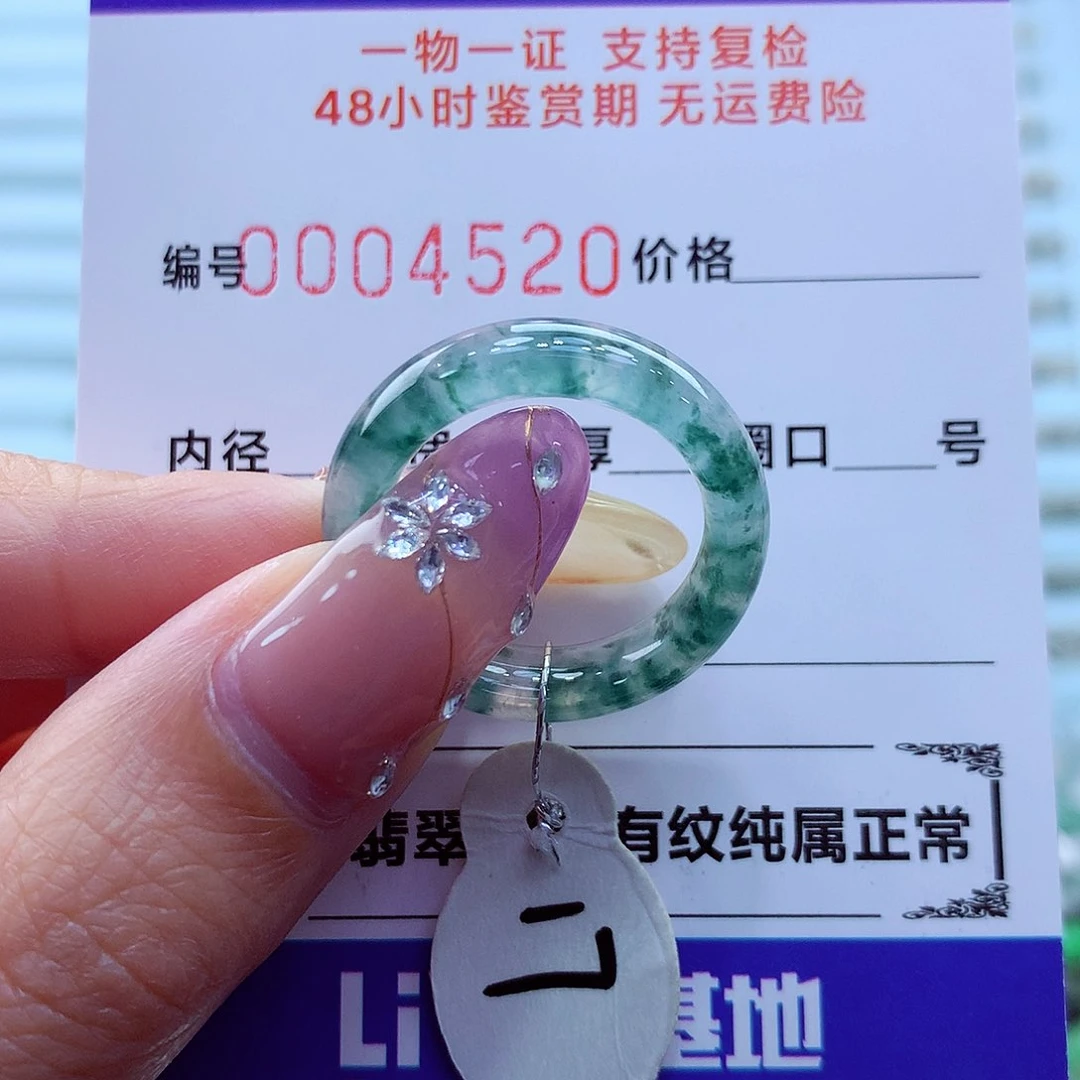 一物一证 支持复检
48小时鉴赏期 无运费险
编号0004520价格
内径 厚 圈口 号
翡翠 有纹纯属正常
17
Li 基地